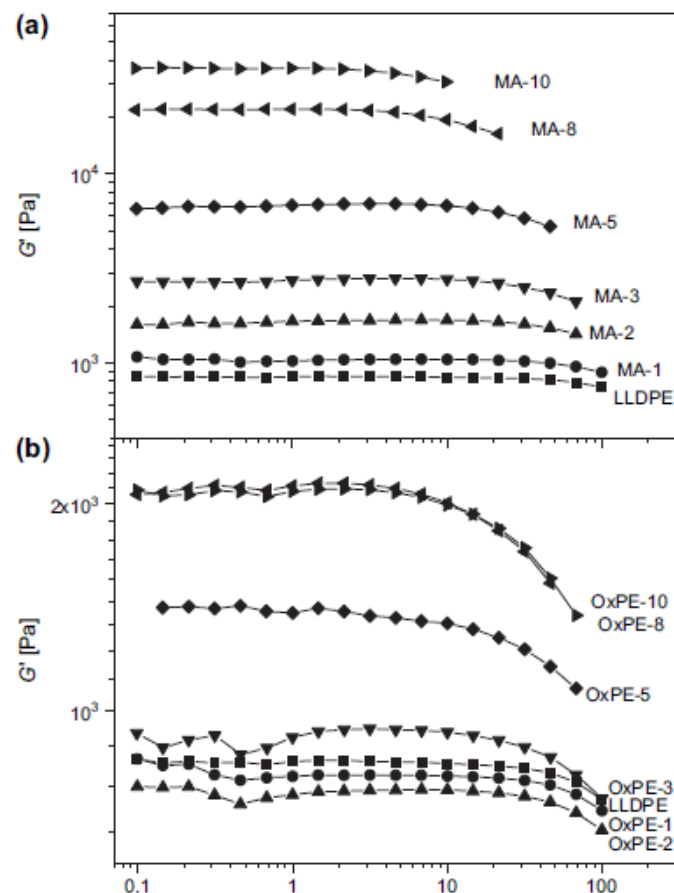 (a)
MA-10
MA-8
10⁴
G' [Pa]
MA-5
MA-3
MA-2
10³
MA-1
LLDPE
(b)
2x10³
OxPE-10
OxPE-8
G' [Pa]
OxPE-5
10³
OxPE-3
LLDPE
OxPE-1
OxPE-2
0.1 1 10 100